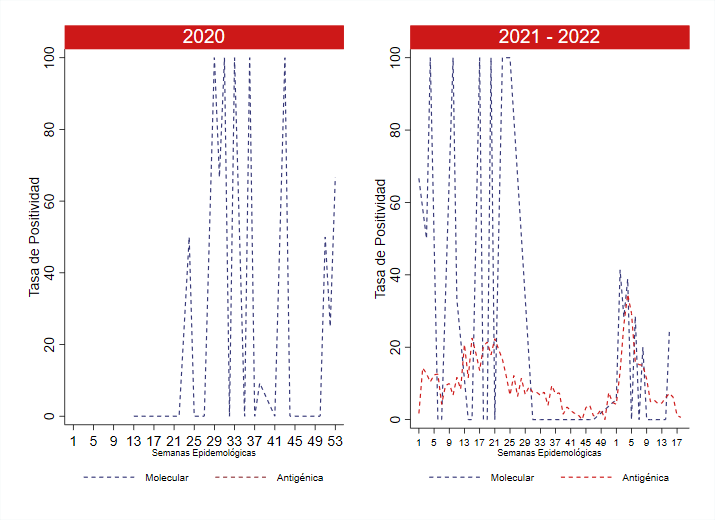 2020
Tasa de Positividad
100
80
60
40
20
0
1 5 9 13 17 21 25 29 33 37 41 45 49 53
Semanas Epidemológicas
Molecular Antigénica
2021 - 2022
Tasa de Positividad
100
80
60
40
20
0
1 5 9 13 17 21 25 29 33 37 41 45 49 1 5 9 13 17
Semanas Epidemológicas
Molecular Antigénica